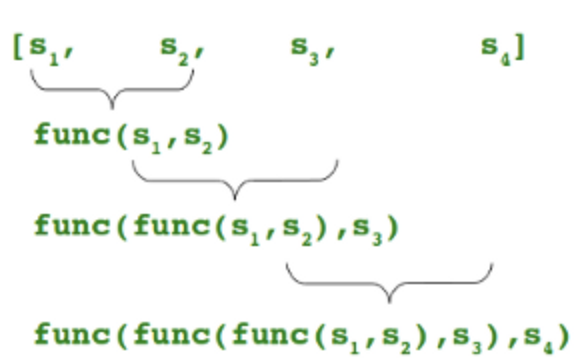 [s₁, s₂, s₃, s₄]
func(s₁,s₂)
func(func(s₁,s₂),s₃)
func(func(func(s₁,s₂),s₃),s₄)